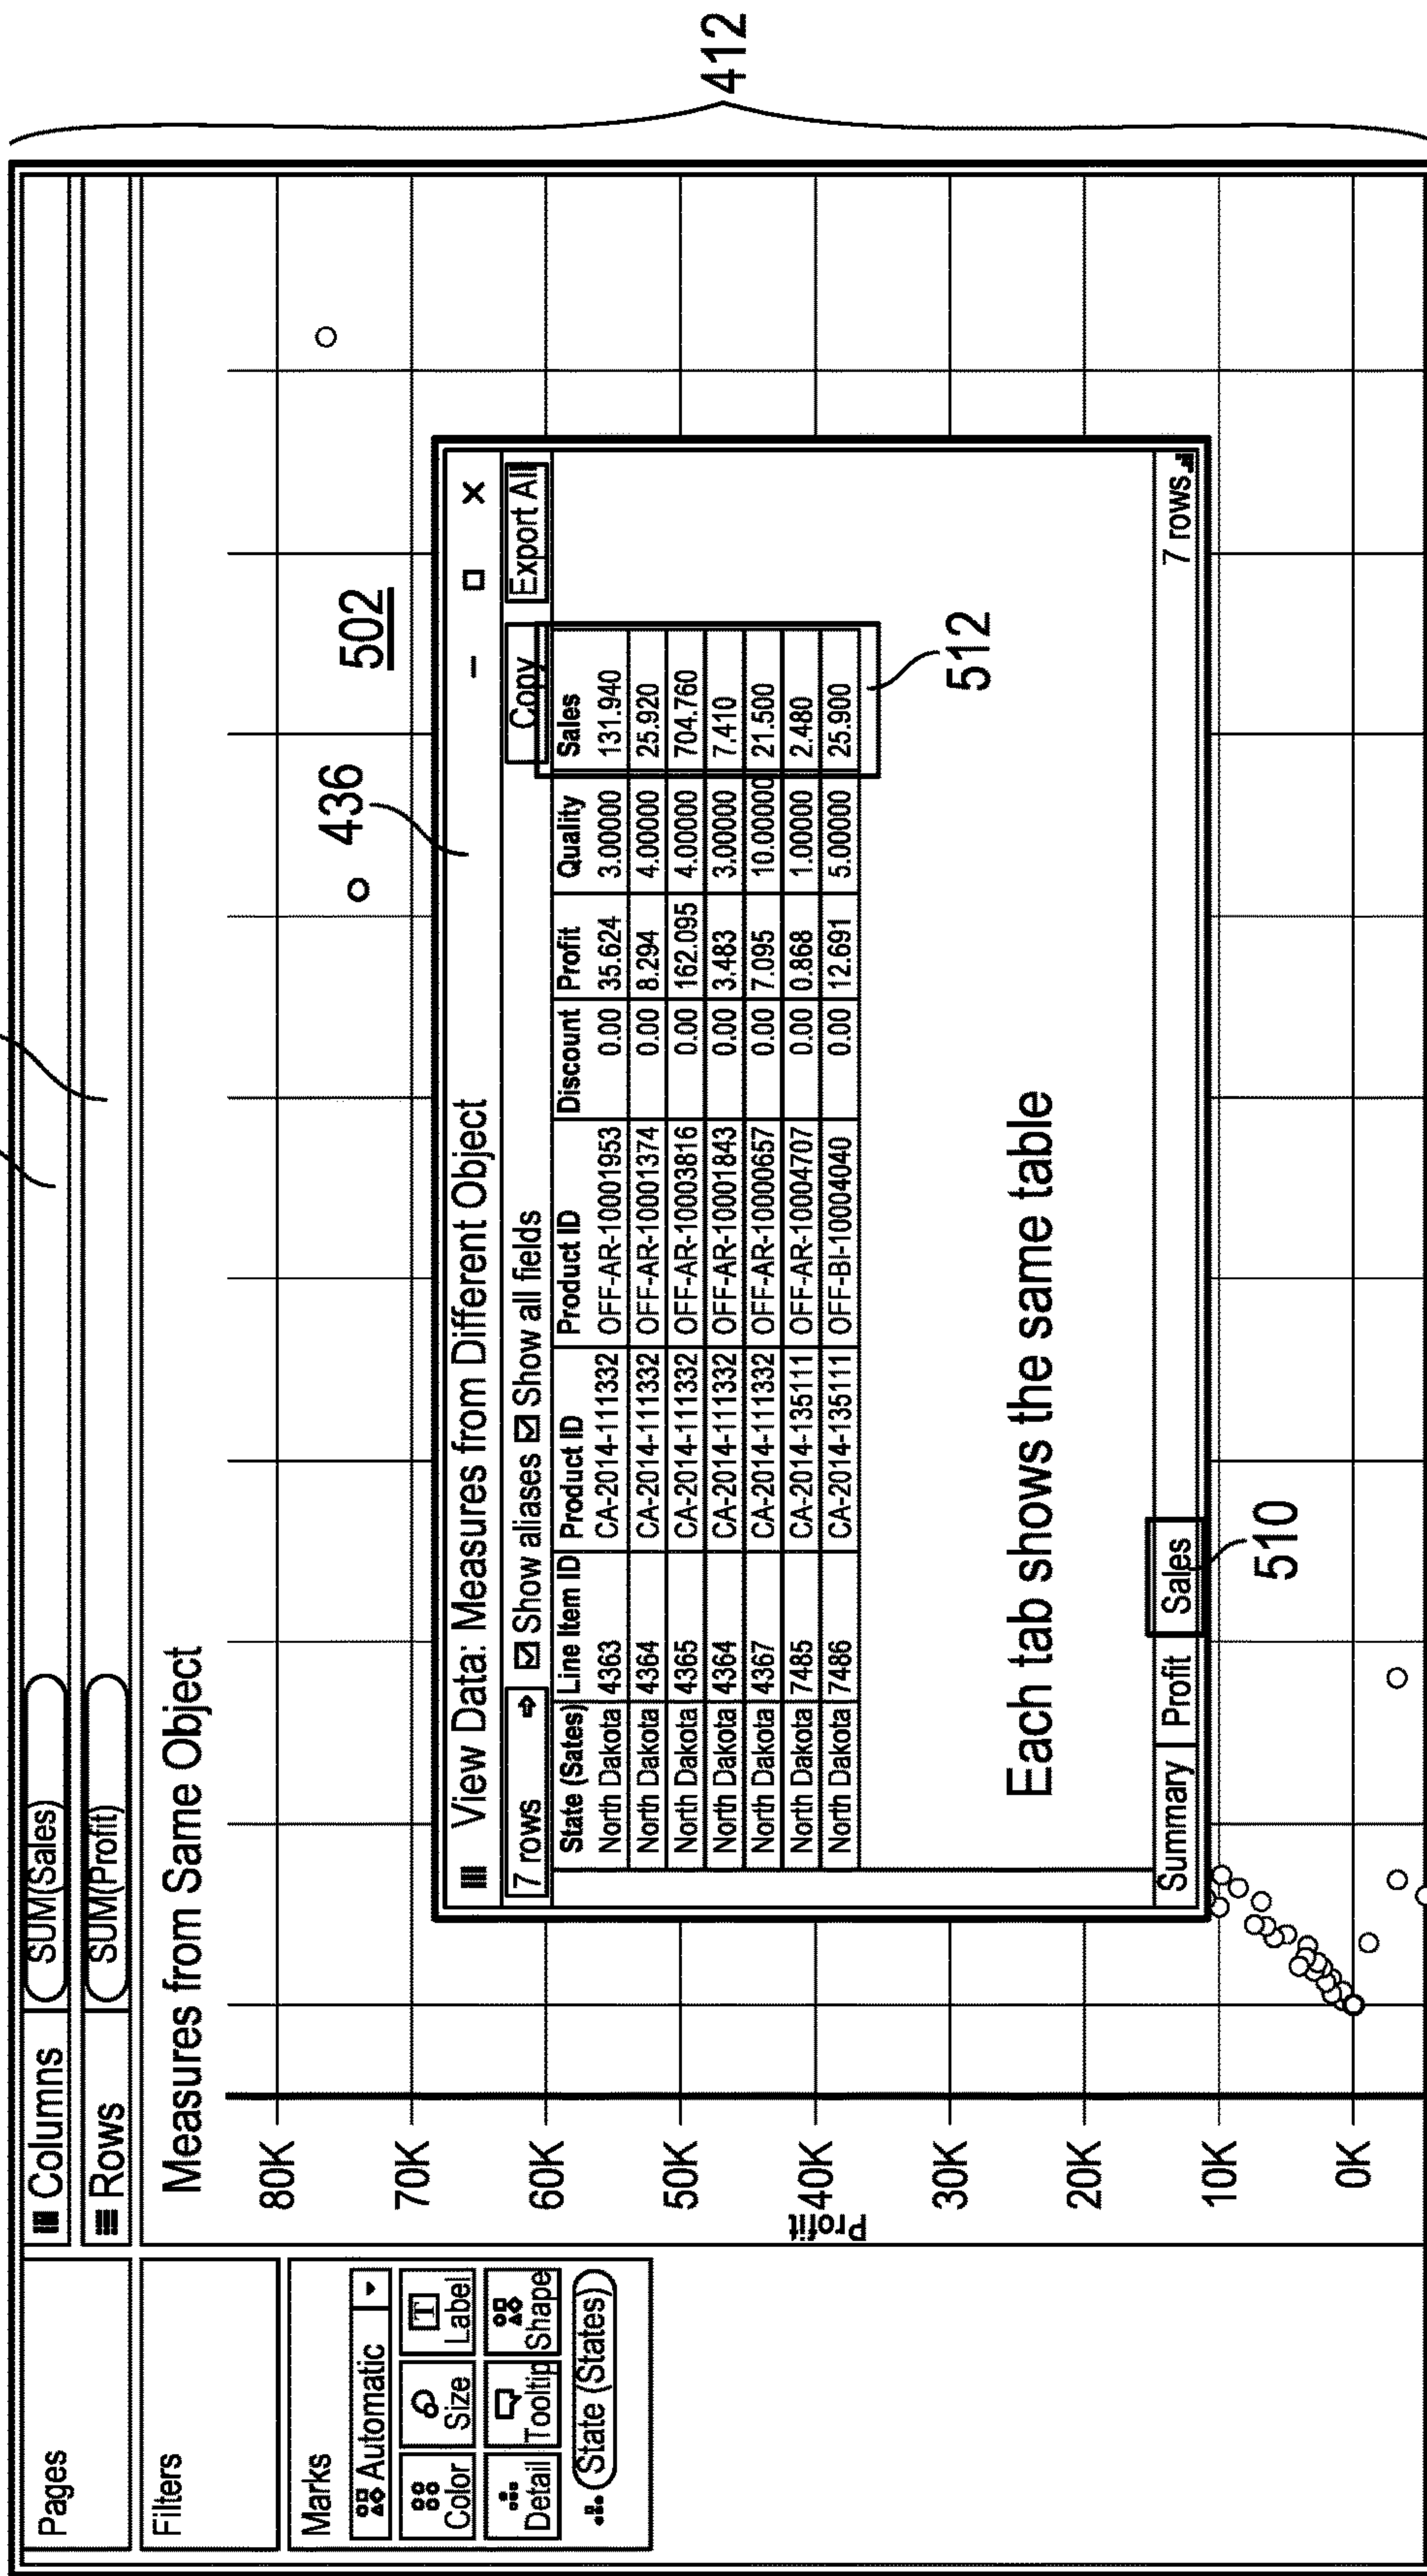 Pages
Filters
Marks
Automatic
Color Size Label
Detail Tooltip Shape
State (States)
Columns SUM(Sales)
Rows SUM(Profit)
Measures from Same Object
80K
70K
60K
50K
40K
30K
20K
10K
0K
Profit
436
502
412
View Data: Measures from Different Object
7 rows Show aliases Show all fields Copy Export All
State (Sates) Line Item ID Product ID Product ID Discount Profit Quality Sales
North Dakota 4363 CA-2014-111332 OFF-AR-10001953 0.00 35.624 3.00000 131.940
North Dakota 4364 CA-2014-111332 OFF-AR-10001374 0.00 8.294 4.00000 25.920
North Dakota 4365 CA-2014-111332 OFF-AR-10003816 0.00 162.095 4.00000 704.760
North Dakota 4364 CA-2014-111332 OFF-AR-10001843 0.00 3.483 3.00000 7.410
North Dakota 4367 CA-2014-111332 OFF-AR-10000657 0.00 7.095 10.00000 21.500
North Dakota 7485 CA-2014-135111 OFF-AR-10004707 0.00 0.868 1.00000 2.480
North Dakota 7486 CA-2014-135111 OFF-BI-10004040 0.00 12.691 5.00000 25.900
512
Each tab shows the same table
Summary Profit Sales 7 rows
510